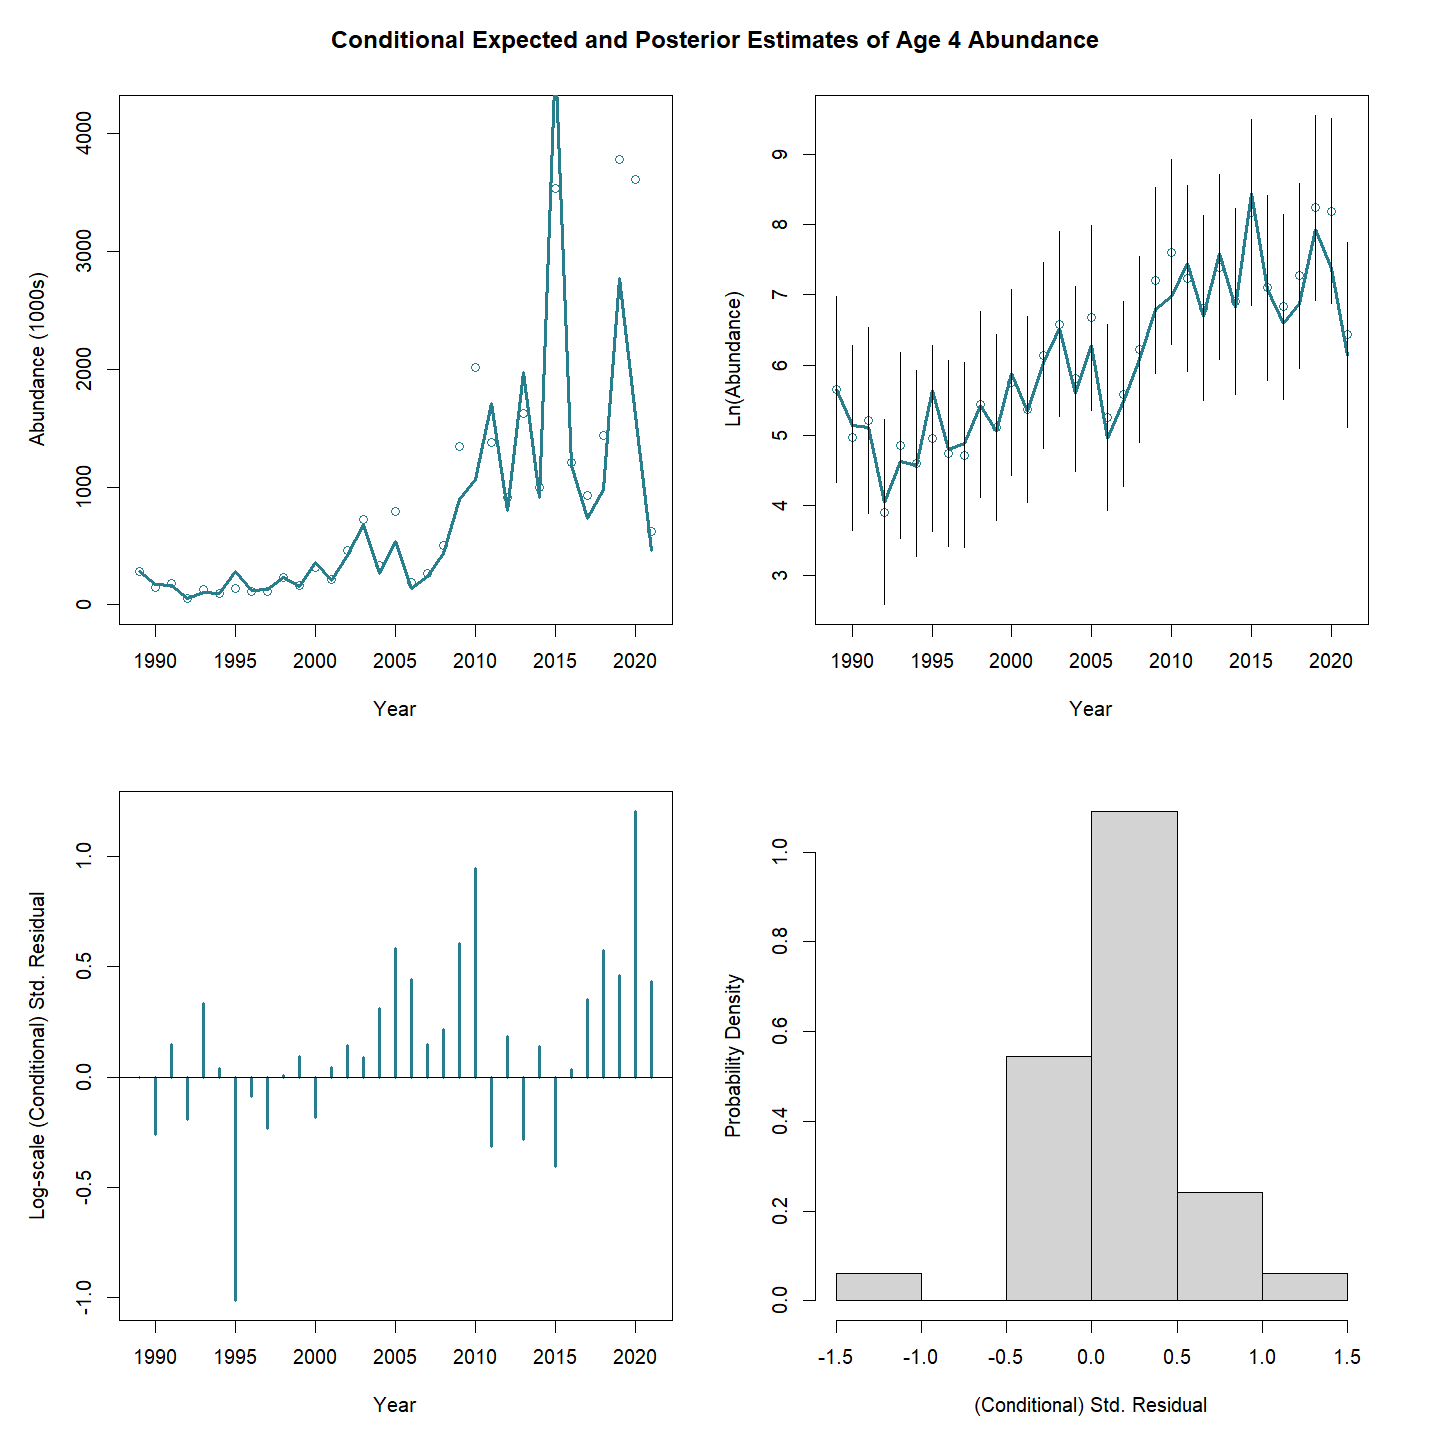 Conditional Expected and Posterior Estimates of Age 4 Abundance
Abundance (1000s)
0 1000 2000 3000 4000
1990 1995 2000 2005 2010 2015 2020
Year
Ln(Abundance)
3 4 5 6 7 8 9
1990 1995 2000 2005 2010 2015 2020
Year
Log-scale (Conditional) Std. Residual
-1.0 -0.5 0.0 0.5 1.0
1990 1995 2000 2005 2010 2015 2020
Year
Probability Density
0.0 0.2 0.4 0.6 0.8 1.0
-1.5 -1.0 -0.5 0.0 0.5 1.0 1.5
(Conditional) Std. Residual